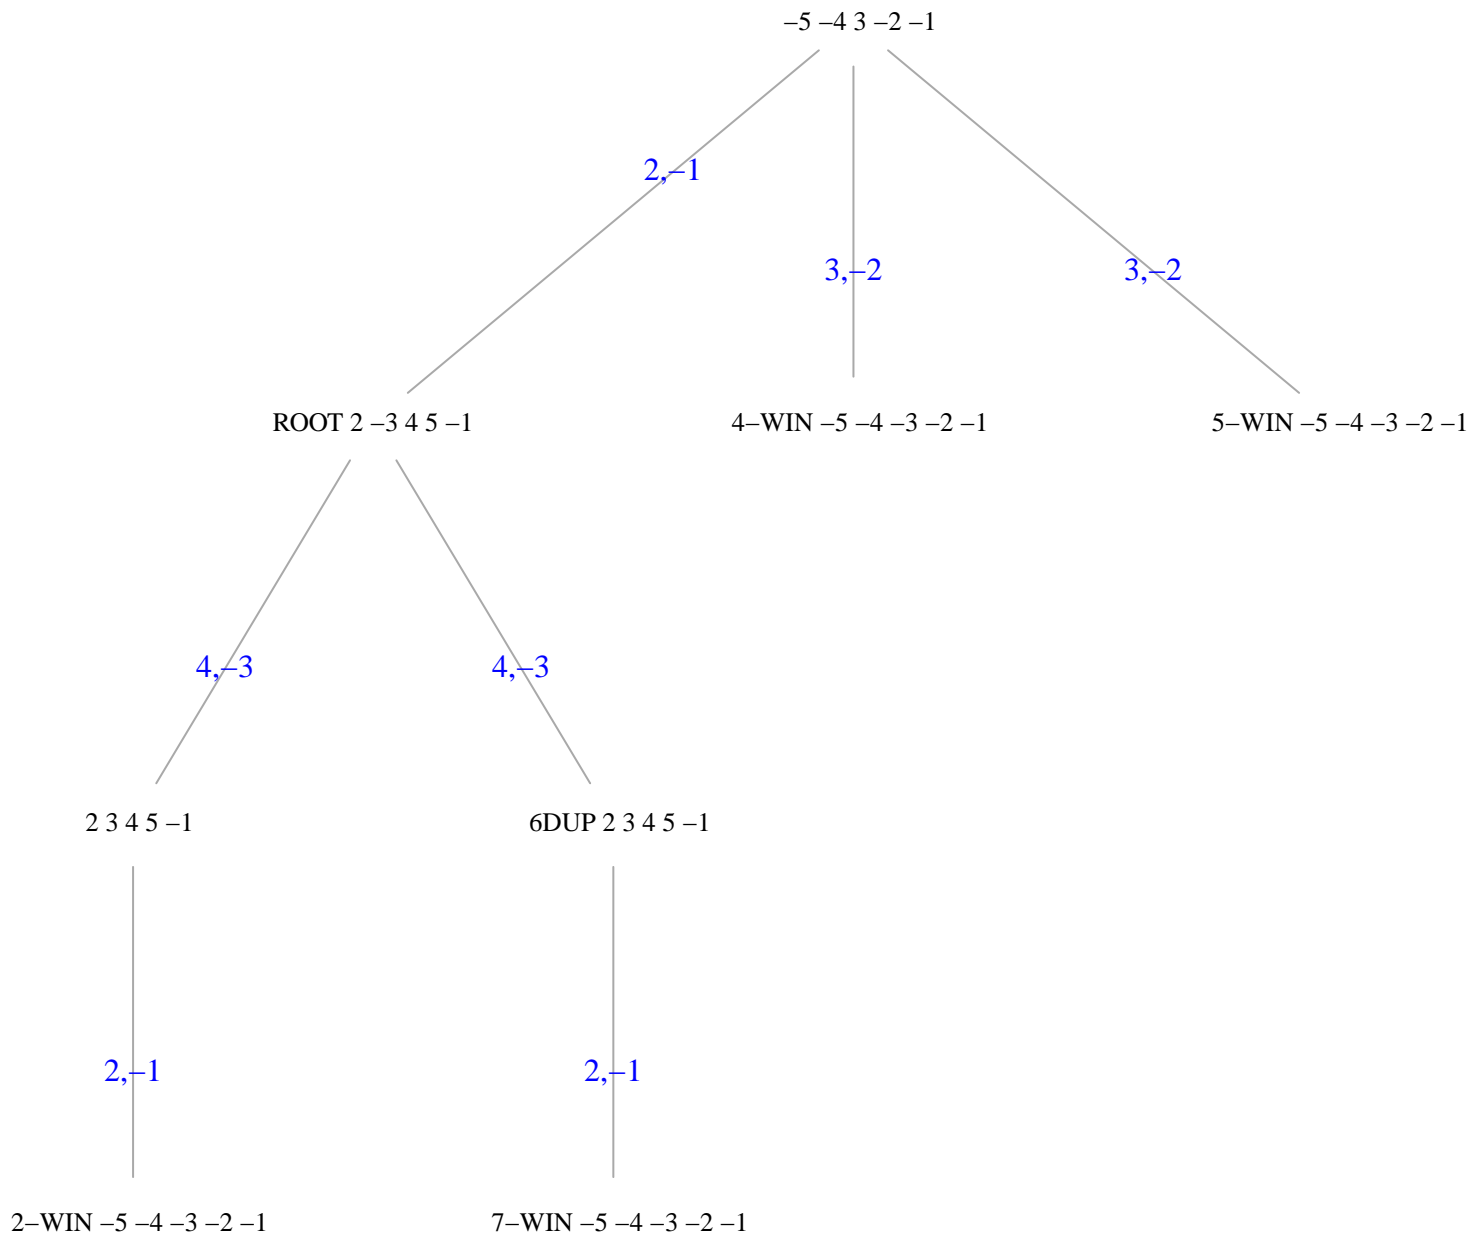 –5 –4 3 –2 –1
2,–1
3,–2
3,–2
ROOT 2 –3 4 5 –1
4–WIN –5 –4 –3 –2 –1
5–WIN –5 –4 –3 –2 –1
4,–3
4,–3
2 3 4 5 –1
6DUP 2 3 4 5 –1
2,–1
2,–1
2–WIN –5 –4 –3 –2 –1
7–WIN –5 –4 –3 –2 –1